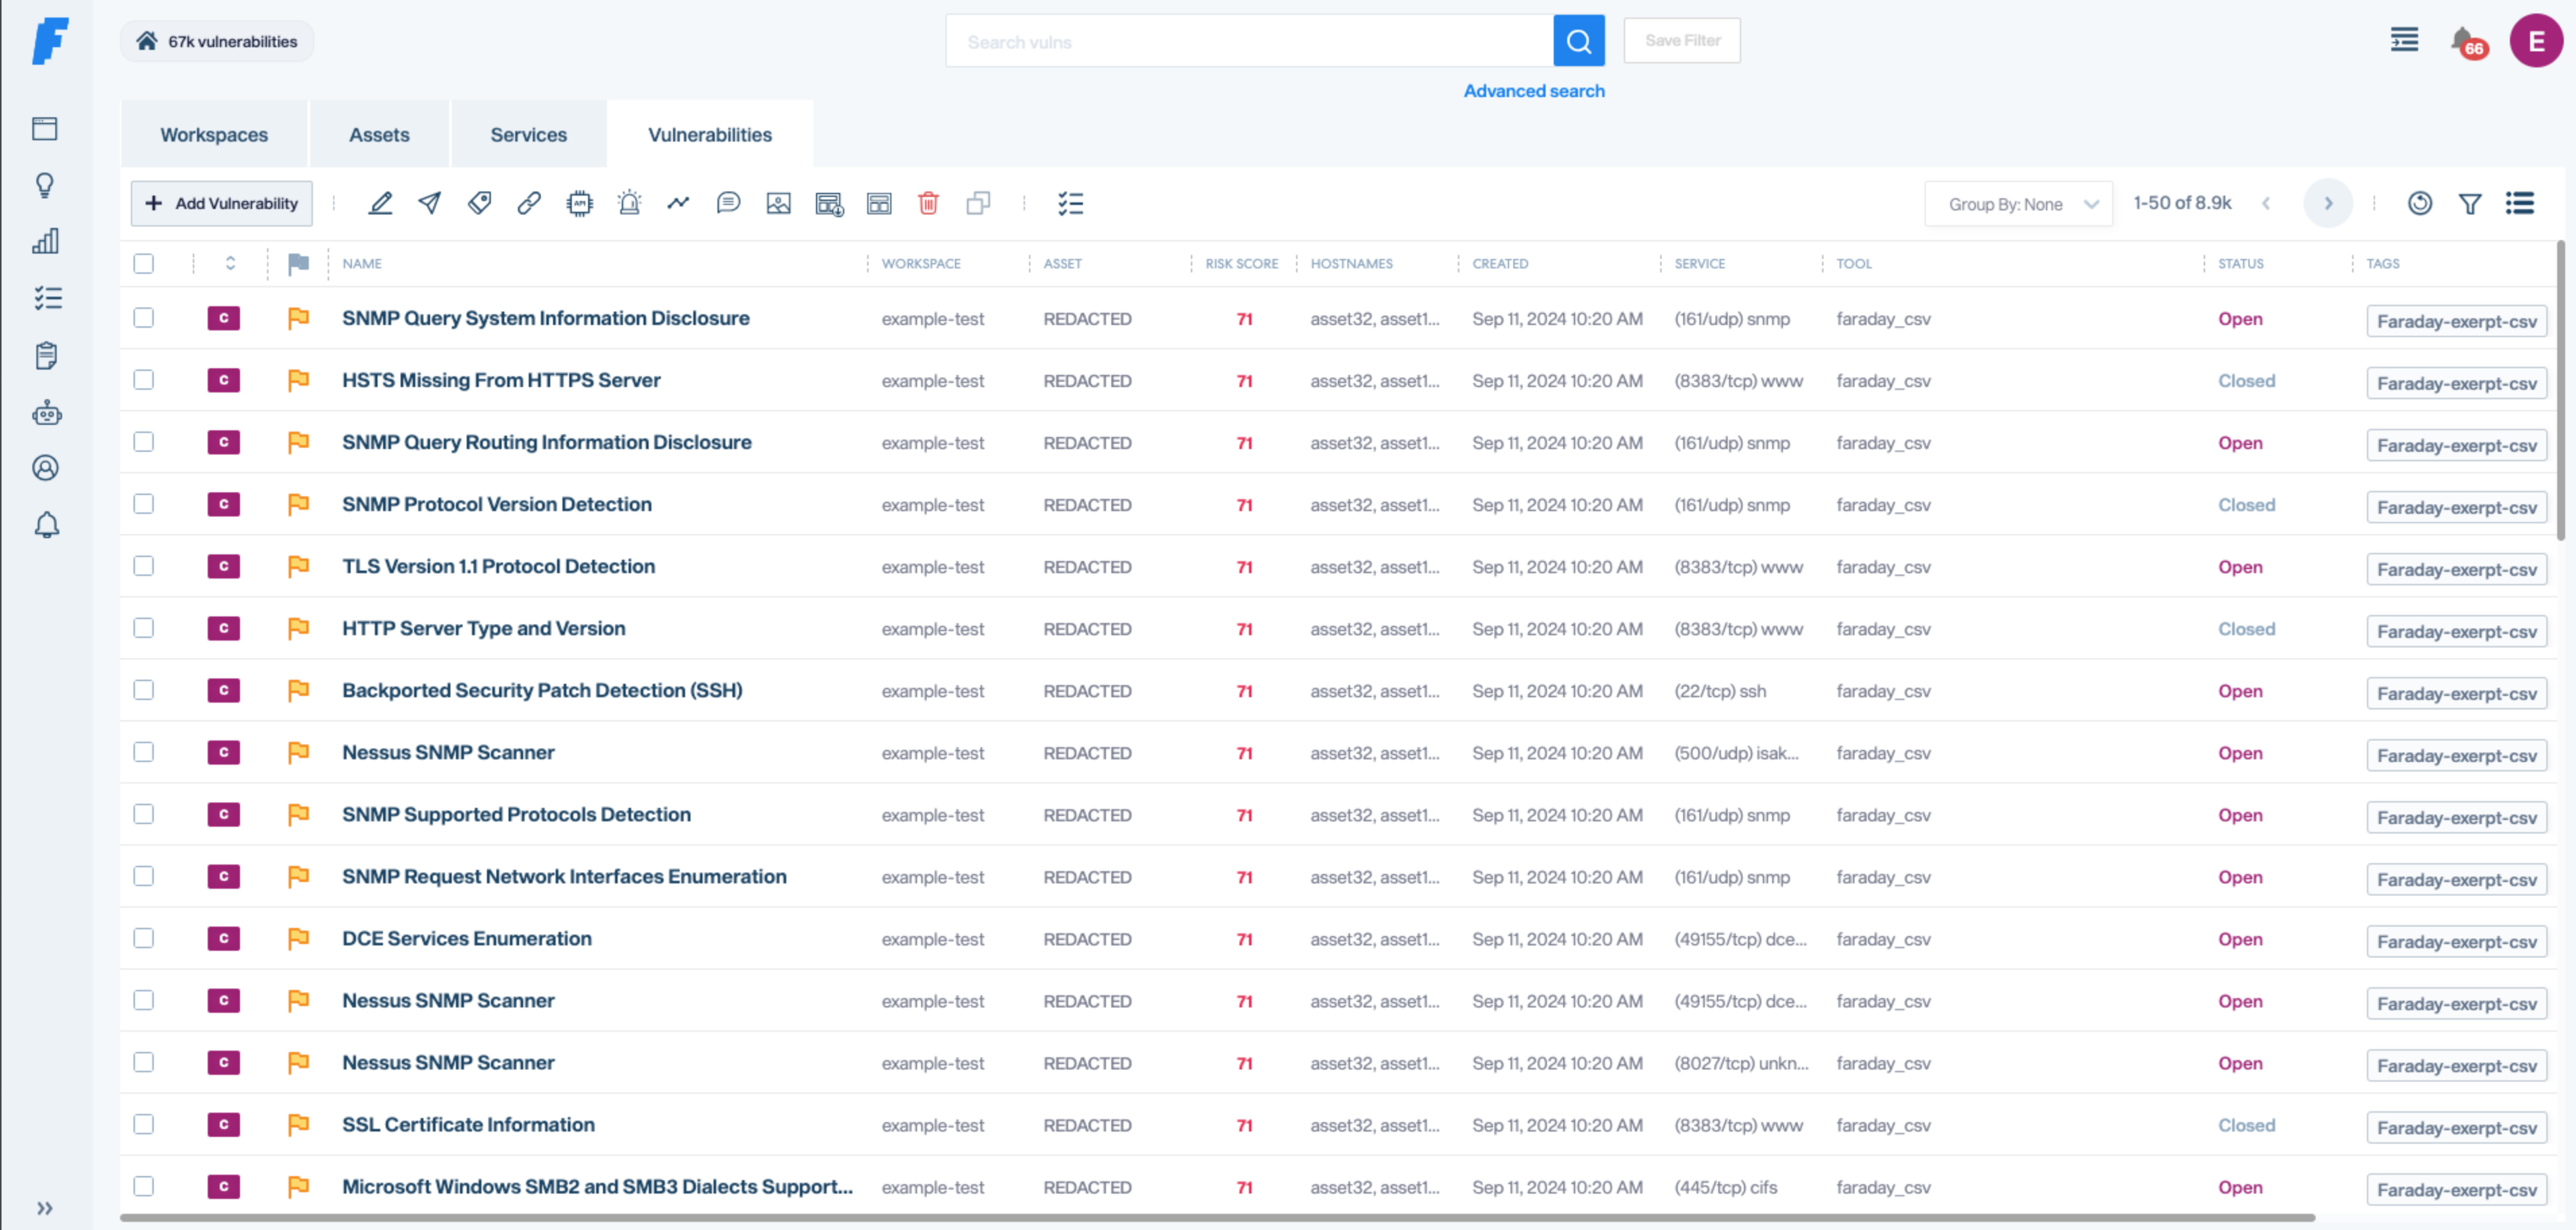 67k vulnerabilities
Search vulns
Save Filter
66
E
Advanced search
Workspaces Assets Services Vulnerabilities
+ Add Vulnerability API Group By: None 1-50 of 8.9k
NAME WORKSPACE ASSET RISK SCORE HOSTNAMES CREATED SERVICE TOOL STATUS TAGS
C SNMP Query System Information Disclosure example-test REDACTED 71 asset32, asset1... Sep 11, 2024 10:20 AM (161/udp) snmp faraday_csv Open Faraday-exerpt-csv
C HSTS Missing From HTTPS Server example-test REDACTED 71 asset32, asset1... Sep 11, 2024 10:20 AM (8383/tcp) www faraday_csv Closed Faraday-exerpt-csv
C SNMP Query Routing Information Disclosure example-test REDACTED 71 asset32, asset1... Sep 11, 2024 10:20 AM (161/udp) snmp faraday_csv Open Faraday-exerpt-csv
C SNMP Protocol Version Detection example-test REDACTED 71 asset32, asset1... Sep 11, 2024 10:20 AM (161/udp) snmp faraday_csv Closed Faraday-exerpt-csv
C TLS Version 1.1 Protocol Detection example-test REDACTED 71 asset32, asset1... Sep 11, 2024 10:20 AM (8383/tcp) www faraday_csv Open Faraday-exerpt-csv
C HTTP Server Type and Version example-test REDACTED 71 asset32, asset1... Sep 11, 2024 10:20 AM (8383/tcp) www faraday_csv Closed Faraday-exerpt-csv
C Backported Security Patch Detection (SSH) example-test REDACTED 71 asset32, asset1... Sep 11, 2024 10:20 AM (22/tcp) ssh faraday_csv Open Faraday-exerpt-csv
C Nessus SNMP Scanner example-test REDACTED 71 asset32, asset1... Sep 11, 2024 10:20 AM (500/udp) isak... faraday_csv Open Faraday-exerpt-csv
C SNMP Supported Protocols Detection example-test REDACTED 71 asset32, asset1... Sep 11, 2024 10:20 AM (161/udp) snmp faraday_csv Open Faraday-exerpt-csv
C SNMP Request Network Interfaces Enumeration example-test REDACTED 71 asset32, asset1... Sep 11, 2024 10:20 AM (161/udp) snmp faraday_csv Open Faraday-exerpt-csv
C DCE Services Enumeration example-test REDACTED 71 asset32, asset1... Sep 11, 2024 10:20 AM (49155/tcp) dce... faraday_csv Open Faraday-exerpt-csv
C Nessus SNMP Scanner example-test REDACTED 71 asset32, asset1... Sep 11, 2024 10:20 AM (49155/tcp) dce... faraday_csv Open Faraday-exerpt-csv
C Nessus SNMP Scanner example-test REDACTED 71 asset32, asset1... Sep 11, 2024 10:20 AM (8027/tcp) unkn... faraday_csv Open Faraday-exerpt-csv
C SSL Certificate Information example-test REDACTED 71 asset32, asset1... Sep 11, 2024 10:20 AM (8383/tcp) www faraday_csv Closed Faraday-exerpt-csv
C Microsoft Windows SMB2 and SMB3 Dialects Support... example-test REDACTED 71 asset32, asset1... Sep 11, 2024 10:20 AM (445/tcp) cifs faraday_csv Open Faraday-exerpt-csv